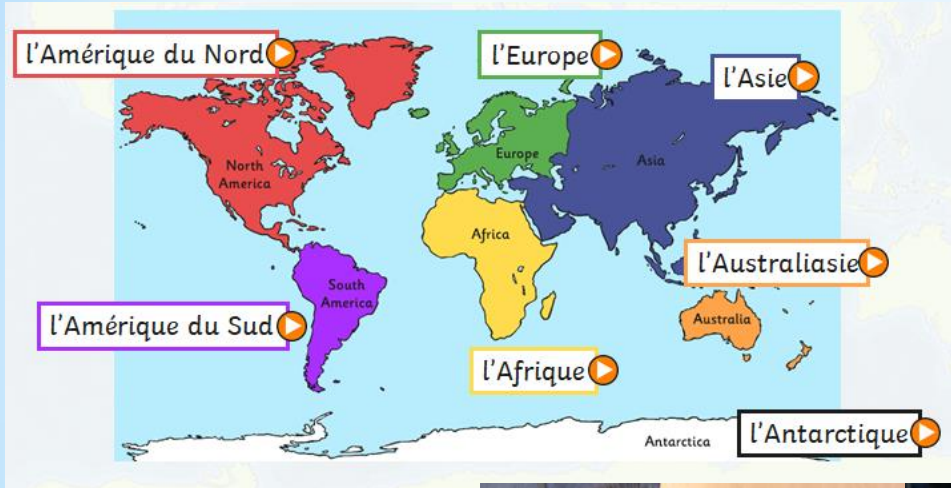 l'Amérique du Nord
l'Europe
l'Asie
North
America
Europe
Asia
Africa
l'Australiasie
South
America
l'Amérique du Sud
Australia
l'Afrique
Antarctica
l'Antarctique